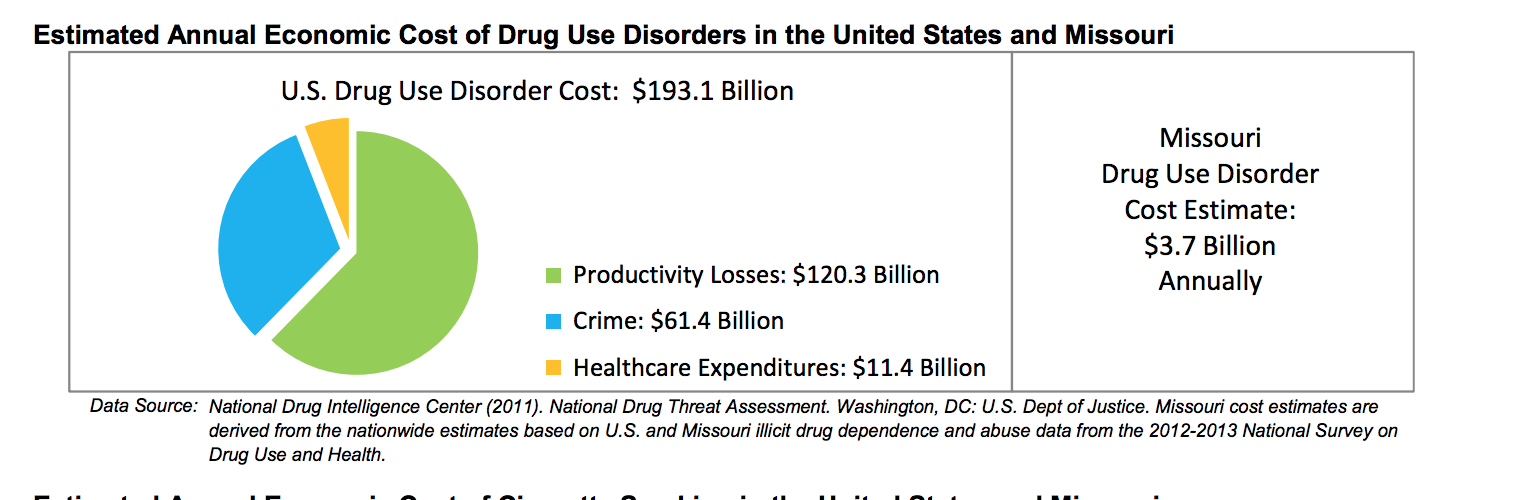 Estimated Annual Economic Cost of Drug Use Disorders in the United States and Missouri
U.S. Drug Use Disorder Cost:  $193.1 Billion
Productivity Losses: $120.3 Billion
Crime: $61.4 Billion
Healthcare Expenditures: $11.4 Billion
Missouri
Drug Use Disorder
Cost Estimate:
$3.7 Billion
Annually
Data Source: National Drug Intelligence Center (2011). National Drug Threat Assessment. Washington, DC: U.S. Dept of Justice. Missouri cost estimates are
derived from the nationwide estimates based on U.S. and Missouri illicit drug dependence and abuse data from the 2012-2013 National Survey on
Drug Use and Health.